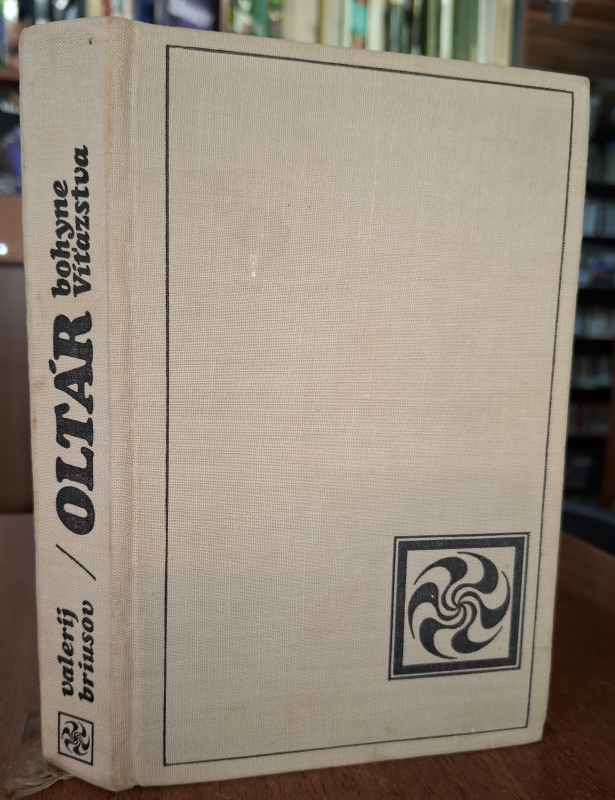 valerij
briusov
/ OLTÁR
bohyne
Víťazstva